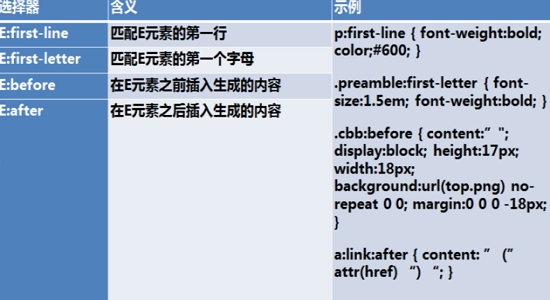 选择器 含义 示例
E:first-line 匹配E元素的第一行 p:first-line { font-weight:bold;
color;#600; }
E:first-letter 匹配E元素的第一个字母
E:before 在E元素之前插入生成的内容 .preamble:first-letter { font-
size:1.5em; font-weight:bold; }
E:after 在E元素之后插入生成的内容
.cbb:before { content:” ";
display:block; height:17px;
width:18px;
background:url(top.png) no-
repeat 0 0; margin:0 0 0 -18px;
}
a:link:after { content: ” (”
attr(href) “) “; }